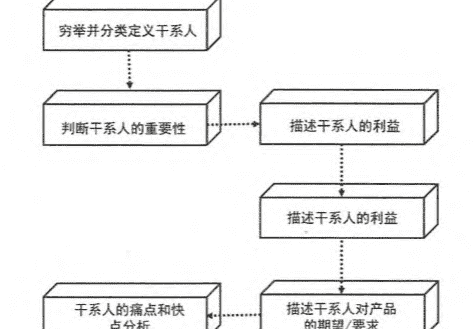 穷举并分类定义干系人
判断干系人的重要性
描述干系人的利益
描述干系人的利益
描述干系人对产品
的期望/要求
干系人的痛点和快
点分析